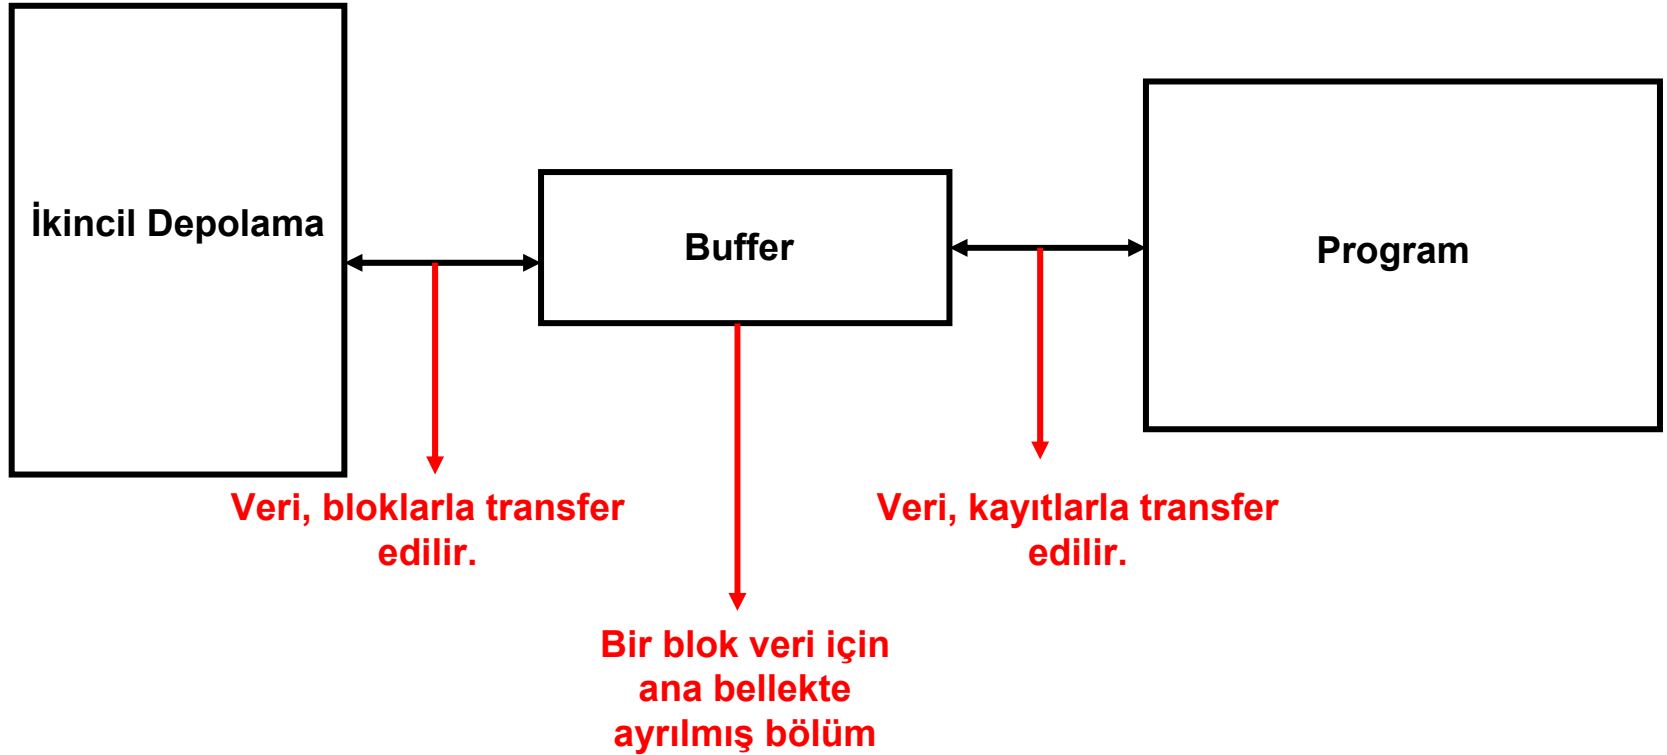 İkincil Depolama
Buffer
Program
Veri, bloklarla transfer
edilir.
Veri, kayıtlarla transfer
edilir.
Bir blok veri için
ana bellekte
ayrılmış bölüm